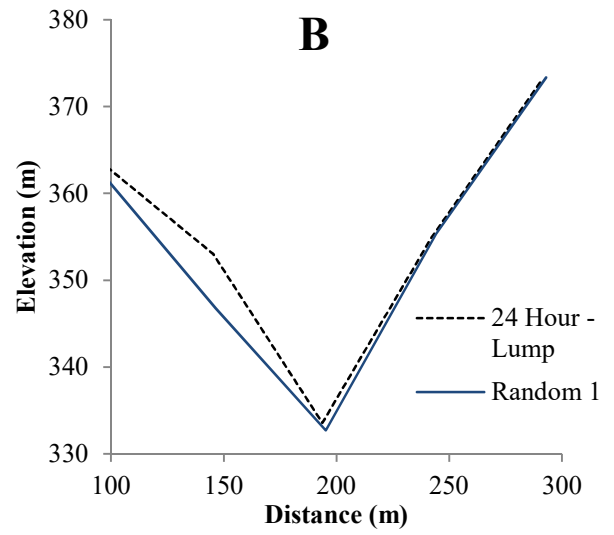 B
380
370
360
350
340
330
Elevation (m)
24 Hour -
Lump
Random 1
100
150
200
250
300
Distance (m)